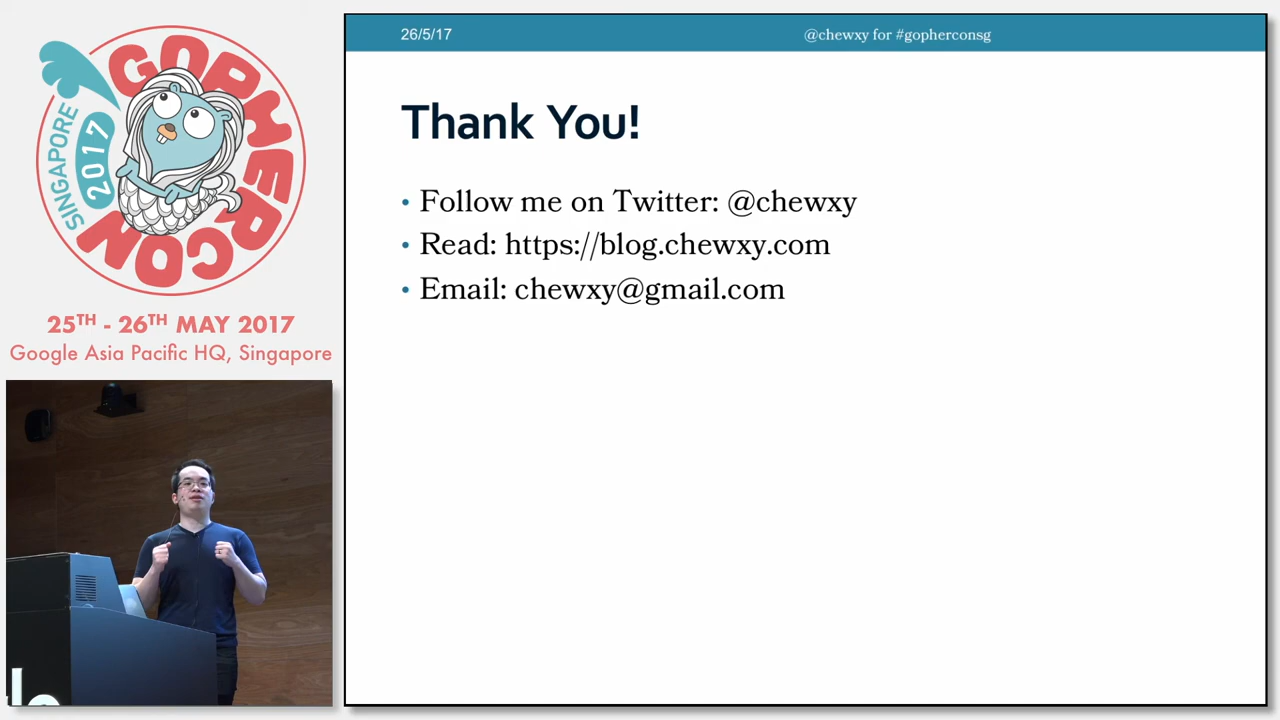 GOPHERCON
SINGAPORE
2017
25TH - 26TH MAY 2017
Google Asia Pacific HQ, Singapore
26/5/17
@chewxy for #gopherconsg
Thank You!
• Follow me on Twitter: @chewxy
• Read: https://blog.chewxy.com
• Email: chewxy@gmail.com